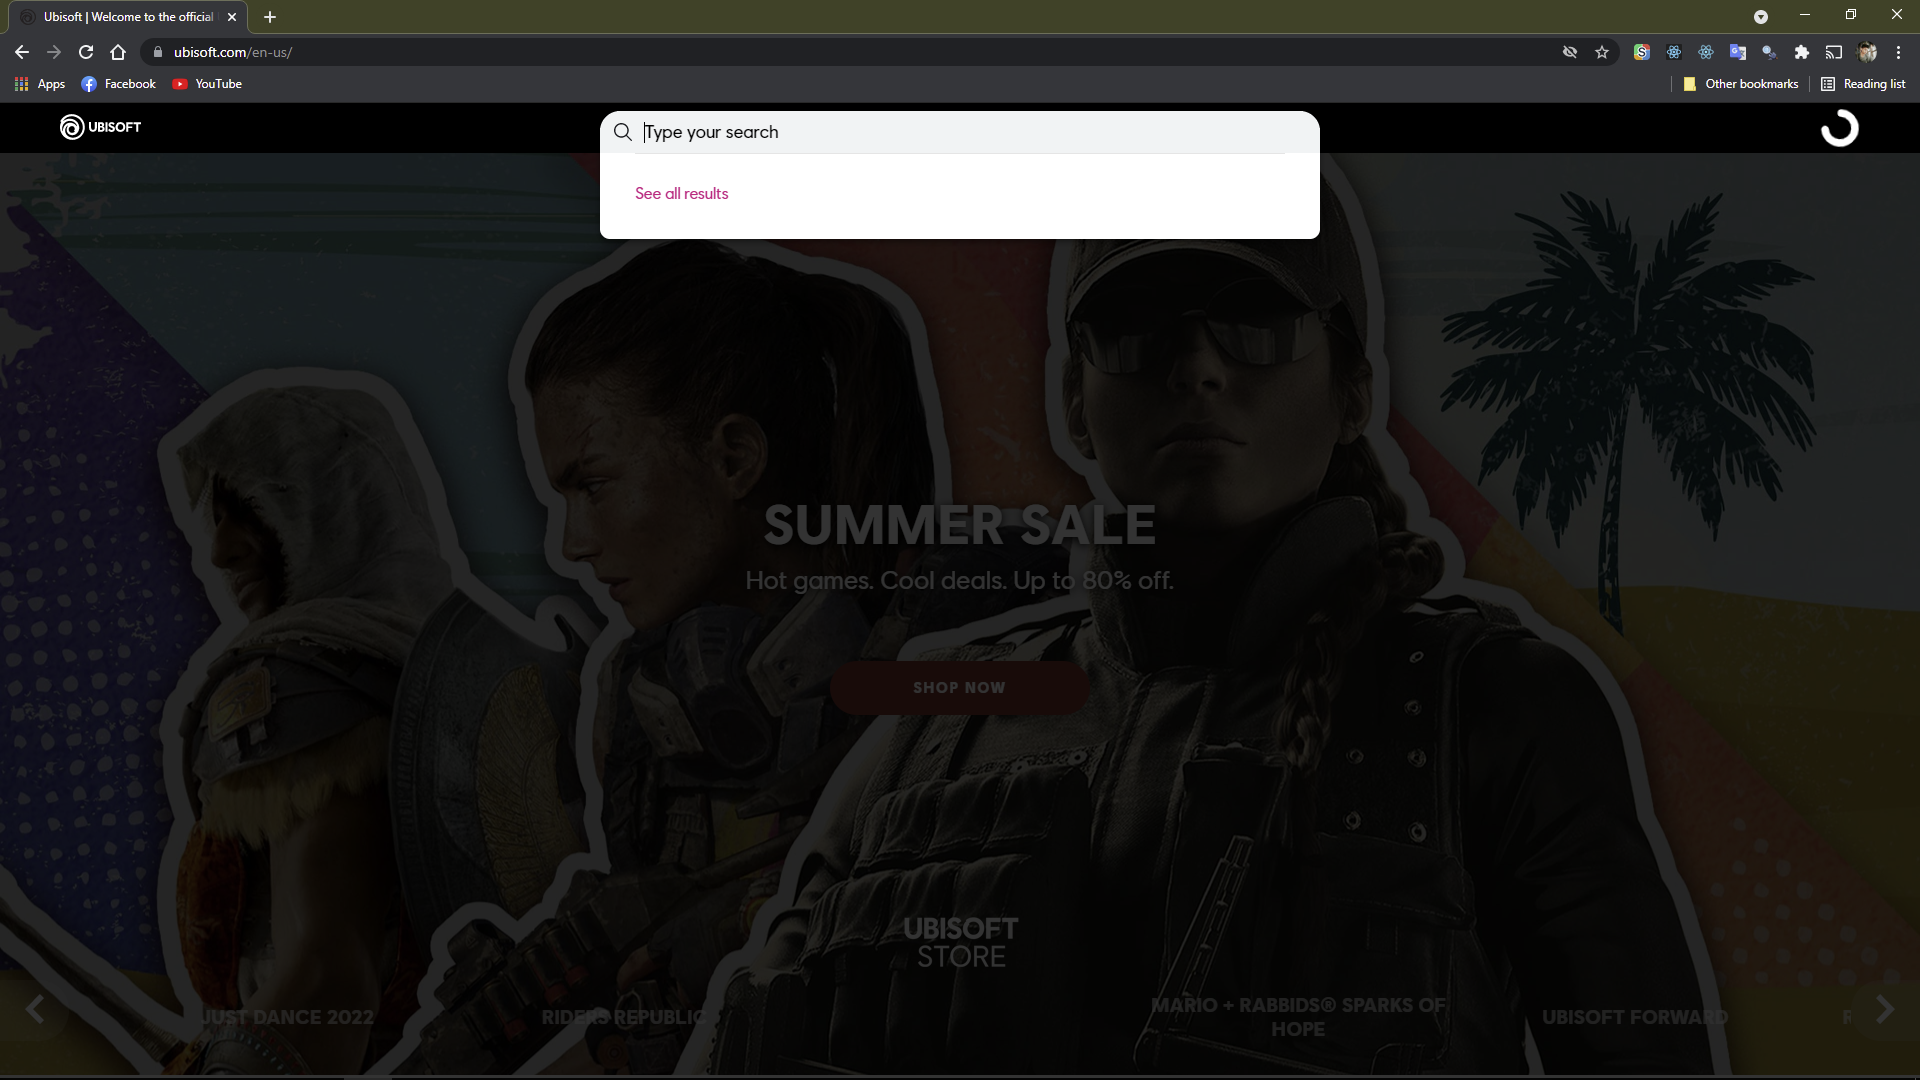 Ubisoft | Welcome to the official
ubisoft.com/en-us/
Apps
Facebook
YouTube
Other bookmarks
Reading list
UBISOFT
Type your search
See all results
SUMMER SALE
Hot games. Cool deals. Up to 80% off.
SHOP NOW
UBISOFT
STORE
JUST DANCE 2022
RIDERS REPUBLIC
MARIO + RABBIDS® SPARKS OF
HOPE
UBISOFT FORWARD